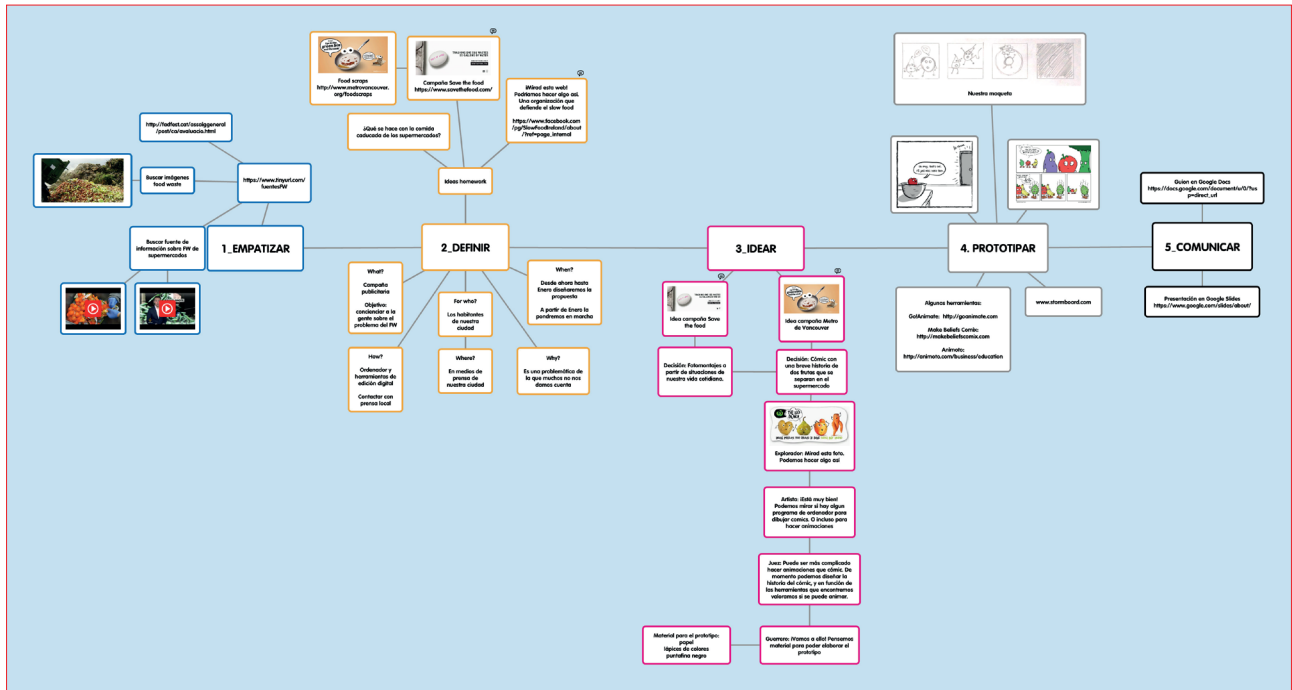 http://fadfest.cat/assaiggeneral
/post/ca/avaluacio.html
Buscar imágenes
food waste
https://www.tinyurl.com/
fuentesFW
Buscar fuente de
información sobre FW de
supermercados
1_EMPATIZAR
Food scraps
http://www.metrovancouver.
org/foodscraps
Campaña Save the food
https://www.savethefood.com/
¡Mirad esta web!
Podríamos hacer algo así.
Una organización que
defiende el slow food
https://www.facebook.com
/pg/SlowFoodIreland/about
/?ref=page_internal
¿Qué se hace con la comida
caducada de los supermercados?
Ideas homework
2_DEFINIR
What?
Campaña
publicitaria
Objetivo:
concienciar a la
gente sobre el
problema del FW
For who?
Los habitantes
de nuestra
ciudad
When?
Desde ahora hasta
Enero diseñaremos la
propuesta
A partir de Enero la
pondremos en marcha
How?
Ordenador y
herramientas de
edición digital
Contactar con
prensa local
Where?
En medios de
prensa de
nuestra ciudad
Why?
Es una problemática de
la que muchos no nos
damos cuenta
3_IDEAR
Idea campaña Save
the food
Idea campaña Metro
de Vancouver
Decisión: Fotomontajes a
partir de situaciones de
nuestra vida cotidiana.
Decisión: Cómic con
una breve historia de
dos frutas que se
separan en el
supermercado
Explorador: Mirad esta foto.
Podemos hacer algo así
Artista: ¡Está muy bien!
Podemos mirar si hay algun
programa de ordenador para
dibujar comics. O incluso para
hacer animaciones
Juez: Puede ser más complicado
hacer animaciones que cómic. De
momento podemos diseñar la
historia del cómic, y en función de
las herramientas que encontremos
valoramos si se puede animar.
Guerrero: ¡Vamos a ello! Pensemos
material para poder elaborar el
prototipo
Material para el prototipo:
papel
lápices de colores
puntafina negro
Nuestra maqueta
4. PROTOTIPAR
Algunas herramientas:
Go!Animate: http://goanimate.com
Make Beliefs Comix:
http://makebeliefscomix.com
Animoto:
http://animoto.com/business/education
www.stormboard.com
Guion en Google Docs
https://docs.google.com/document/u/0/?us
p=direct_url
5_COMUNICAR
Presentación en Google Slides
https://www.google.com/slides/about/